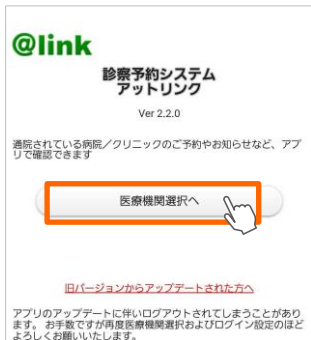 @link
診察予約システム
アットリンク
Ver 2.2.0
通院されている病院／クリニックのご予約やお知らせなど、アプ
リで確認できます
医療機関選択へ
旧バージョンからアップデートされた方へ
アプリのアップデートに伴いログアウトされてしまうことがあり
ます。 お手数ですが再度医療機関選択およびログイン設定のほど
よろしくお願いいたします。